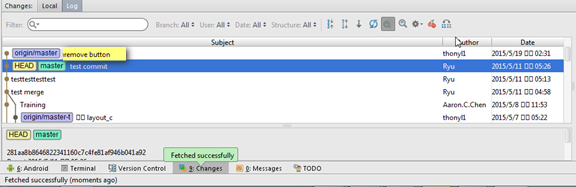 Changes: Local Log
Filter: Branch: All User: All Date: All Structure: All
Subject Author Date
origin/master remove button thonyl1 2015/5/19 02:31
HEAD master test commit Ryu 2015/5/11 05:26
testtesttesttest Ryu 2015/5/11 05:13
test merge Ryu 2015/5/11 04:58
Training Aaron.C.Chen 2015/5/8 11:53
origin/master-t layout_c thonyl1 2015/5/7 05:22
HEAD master
281aa8b8646822341160c7c4fe81af946b041a92
Fetched successfully
6: Android Terminal Version Control 9: Changes 0: Messages TODO
Fetched successfully (moments ago)